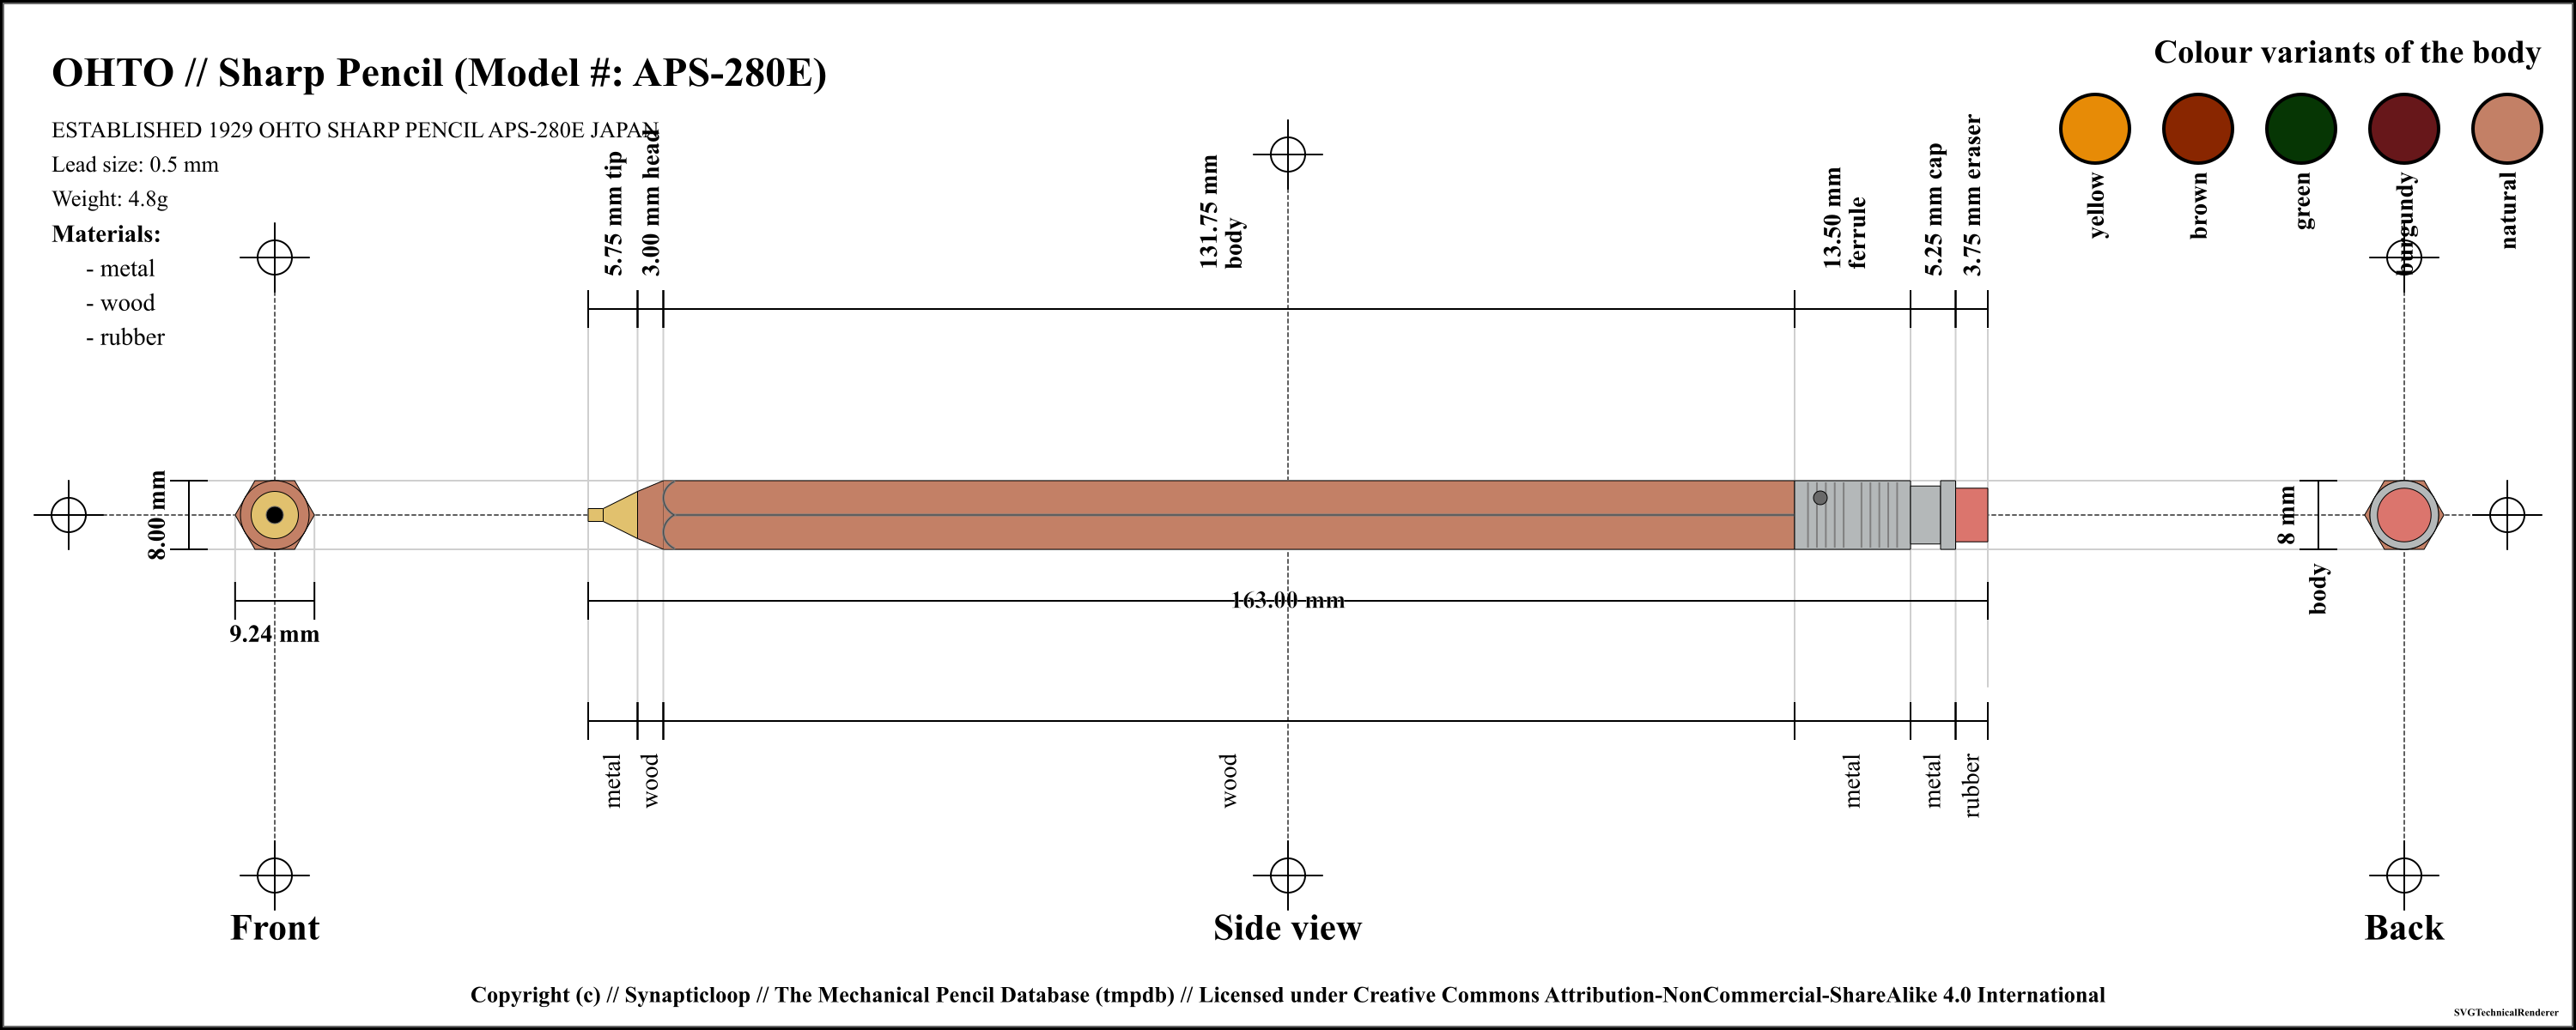 OHTO // Sharp Pencil (Model #: APS-280E)
ESTABLISHED 1929 OHTO SHARP PENCIL APS-280E JAPAN
Lead size: 0.5 mm
Weight: 4.8g
Materials:
- metal
- wood
- rubber
Colour variants of the body
yellow
brown
green
burgundy
natural
5.75 mm tip
3.00 mm head
131.75 mm
body
13.50 mm
ferrule
5.25 mm cap
3.75 mm eraser
8.00 mm
9.24 mm
163.00 mm
8 mm
body
metal
wood
wood
metal
metal
rubber
Front
Side view
Back
Copyright (c) // Synapticloop // The Mechanical Pencil Database (tmpdb) // Licensed under Creative Commons Attribution-NonCommercial-ShareAlike 4.0 International
SVGTechnicalRenderer